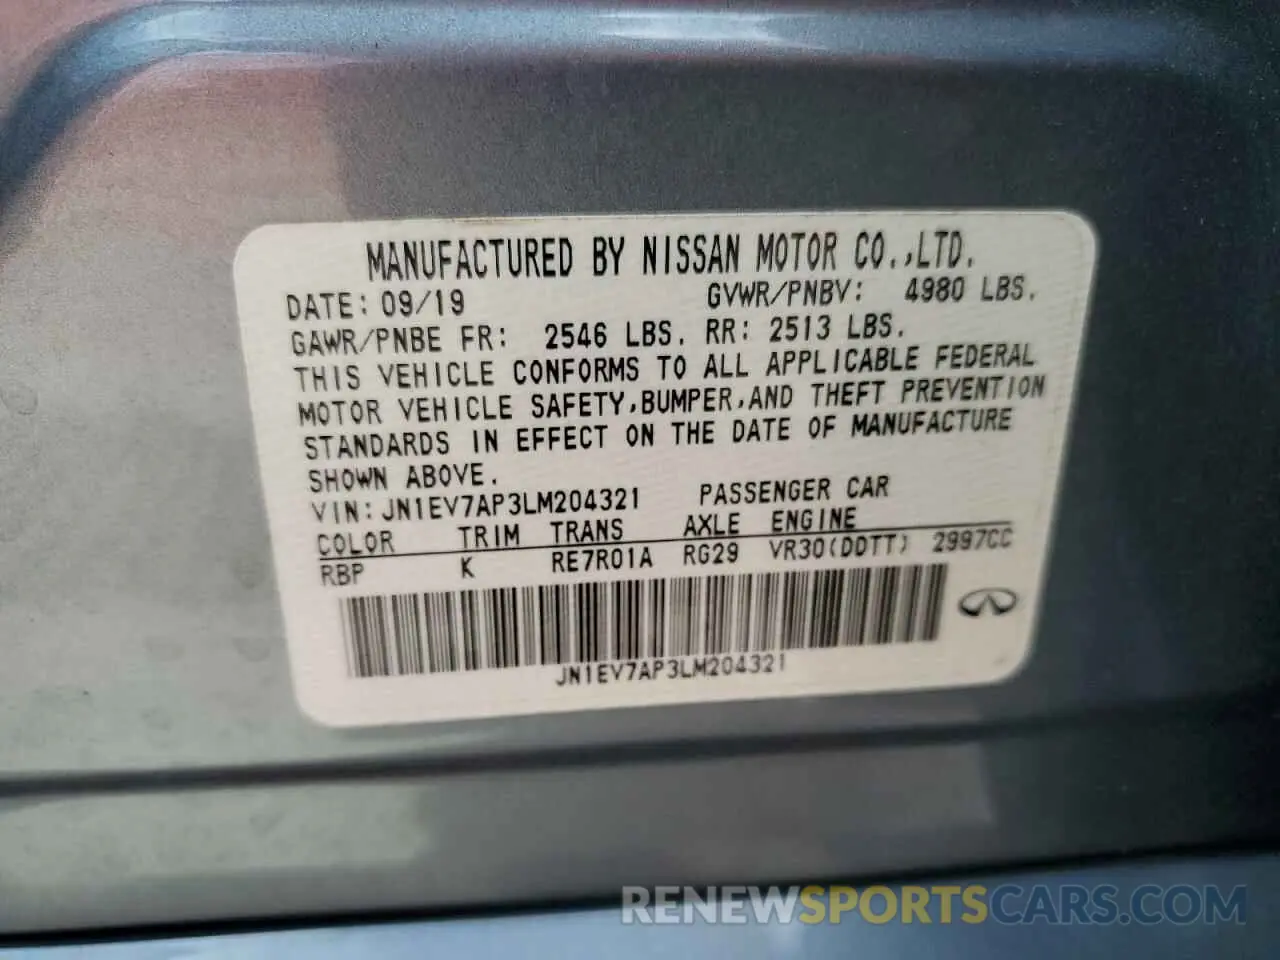 MANUFACTURED BY NISSAN MOTOR CO.,LTD.
DATE: 09/19 GVWR/PNBV: 4980 LBS.
GAWR/PNBE FR: 2546 LBS. RR: 2513 LBS.
THIS VEHICLE CONFORMS TO ALL APPLICABLE FEDERAL
MOTOR VEHICLE SAFETY,BUMPER,AND THEFT PREVENTION
STANDARDS IN EFFECT ON THE DATE OF MANUFACTURE
SHOWN ABOVE.
VIN: JN1EV7AP3LM204321 PASSENGER CAR
COLOR TRIM TRANS AXLE ENGINE
RBP K RE7R01A RG29 VR30(DDTT) 2997CC
JN1EV7AP3LM204321
RENEWSPORTSCARS.COM